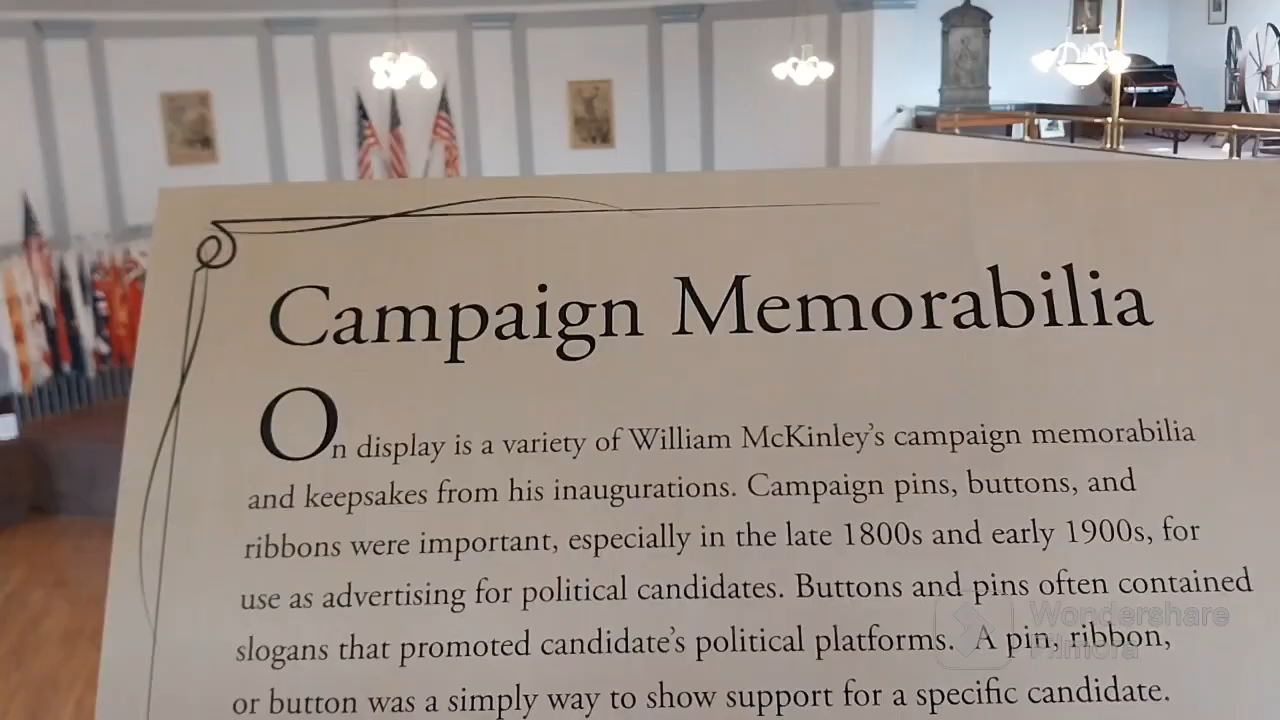 Campaign Memorabilia
On display is a variety of William McKinley's campaign memorabilia
and keepsakes from his inaugurations. Campaign pins, buttons, and
ribbons were important, especially in the late 1800s and early 1900s, for
use as advertising for political candidates. Buttons and pins often contained
slogans that promoted candidate's political platforms. A pin, ribbon,
or button was a simply way to show support for a specific candidate.
Wondershare
Filmora